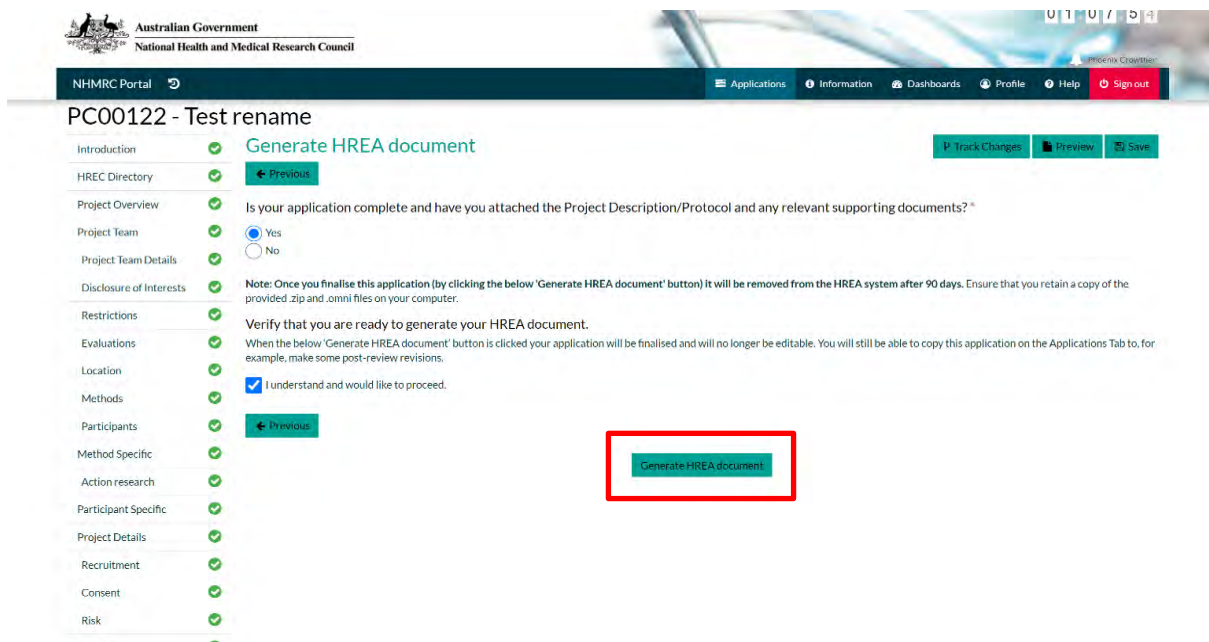 Australian Government
National Health and Medical Research Council
01 07 54
Phoenix Crowther
NHMRC Portal
Applications
Information
Dashboards
Profile
Help
Sign out
PC00122 - Test rename
Introduction
HREC Directory
Project Overview
Project Team
Project Team Details
Disclosure of Interests
Restrictions
Evaluations
Location
Methods
Participants
Method Specific
Action research
Participant Specific
Project Details
Recruitment
Consent
Risk
Generate HREA document
Track Changes
Preview
Save
Previous
Is your application complete and have you attached the Project Description/Protocol and any relevant supporting documents? *
Yes
No
Note: Once you finalise this application (by clicking the below 'Generate HREA document' button) it will be removed from the HREA system after 90 days. Ensure that you retain a copy of the
provided .zip and .omni files on your computer.
Verify that you are ready to generate your HREA document.
When the below 'Generate HREA document' button is clicked your application will be finalised and will no longer be editable. You will still be able to copy this application on the Applications Tab to, for
example, make some post-review revisions.
I understand and would like to proceed.
Previous
Generate HREA document